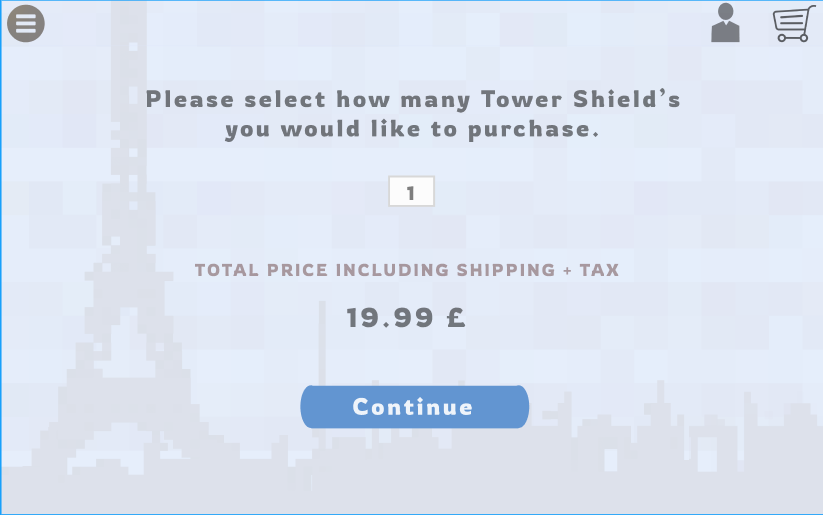 Please select how many Tower Shield's
you would like to purchase.
1
TOTAL PRICE INCLUDING SHIPPING + TAX
19.99 £
Continue